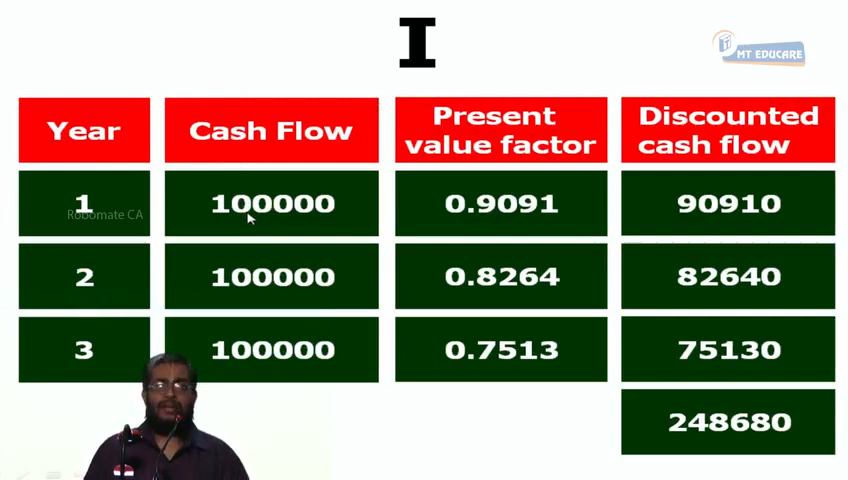 I
MT EDUCARE
Year
Cash Flow
Present
value factor
Discounted
cash flow
1
100000
0.9091
90910
Robomate CA
2
100000
0.8264
82640
3
100000
0.7513
75130
248680